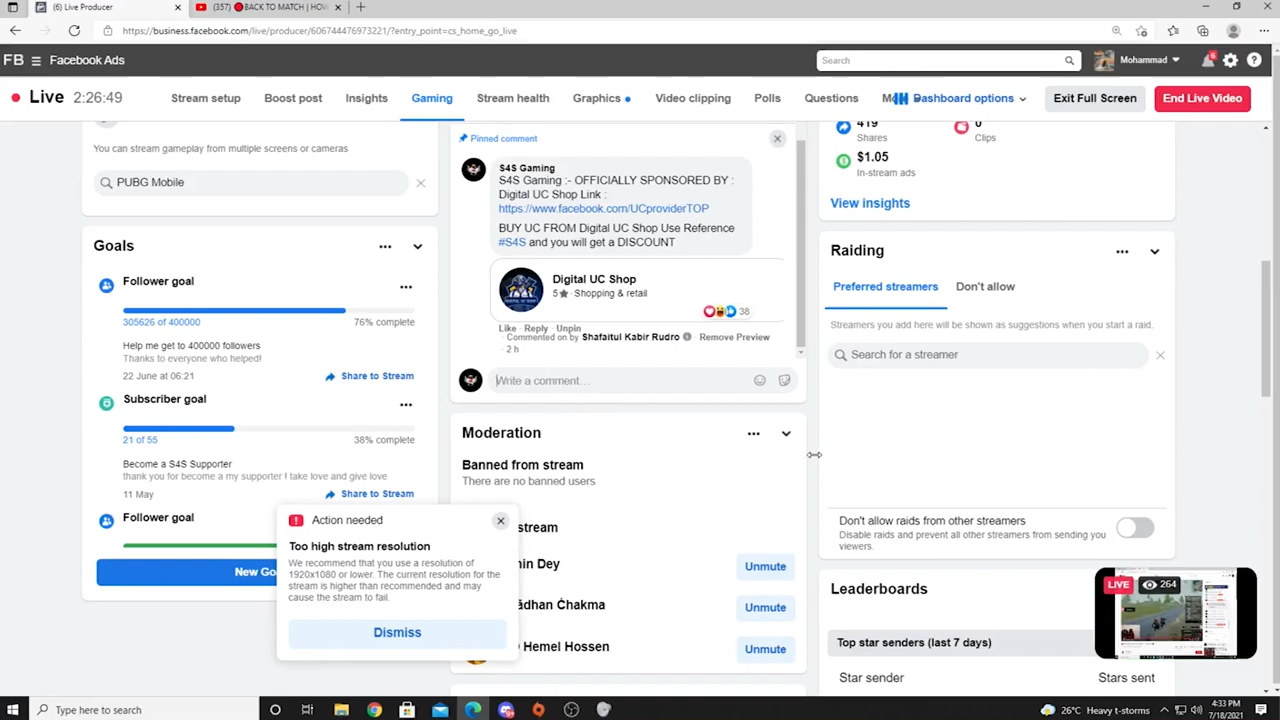 (6) Live Producer
(357) 🔴BACK TO MATCH | HOW
https://business.facebook.com/live/producer/606744476973221/?entry_point=cs_home_go_live
FB
Facebook Ads
Search
Mohammad
6
Live 2:26:49
Stream setup
Boost post
Insights
Gaming
Stream health
Graphics
Video clipping
Polls
Questions
Dashboard options
Exit Full Screen
End Live Video
You can stream gameplay from multiple screens or cameras
PUBG Mobile
Goals
Follower goal
305626 of 400000
76% complete
Help me get to 400000 followers
Thanks to everyone who helped!
22 June at 06:21
Share to Stream
Subscriber goal
21 of 55
38% complete
Become a S4S Supporter
thank you for become a my supporter ! take love and give love
11 May
Share to Stream
Follower goal
New Go
Action needed
Too high stream resolution
We recommend that you use a resolution of
1920x1080 or lower. The current resolution for the
stream is higher than recommended and may
cause the stream to fail.
Dismiss
Pinned comment
S4S Gaming
S4S Gaming :- OFFICIALLY SPONSORED BY :
Digital UC Shop Link :
https://www.facebook.com/UCproviderTOP
BUY UC FROM Digital UC Shop Use Reference
#S4S and you will get a DISCOUNT
Digital UC Shop
5★ · Shopping & retail
38
Like · Reply · Unpin
· Commented on by Shafaitul Kabir Rudro
Remove Preview
· 2 h
Write a comment…
Moderation
Banned from stream
There are no banned users
stream
in Dey
Unmute
ádhan Čhakma
Unmute
Hemel Hossen
Unmute
419
Shares
0
Clips
$1.05
In-stream ads
View insights
Raiding
Preferred streamers
Don't allow
Streamers you add here will be shown as suggestions when you start a raid.
Search for a streamer
Don't allow raids from other streamers
Disable raids and prevent all other streamers from sending you
viewers.
Leaderboards
Top star senders (last 7 days)
Star sender
Stars sent
LIVE
264
Type here to search
26°C Heavy t-storms
4:33 PM
7/18/2021